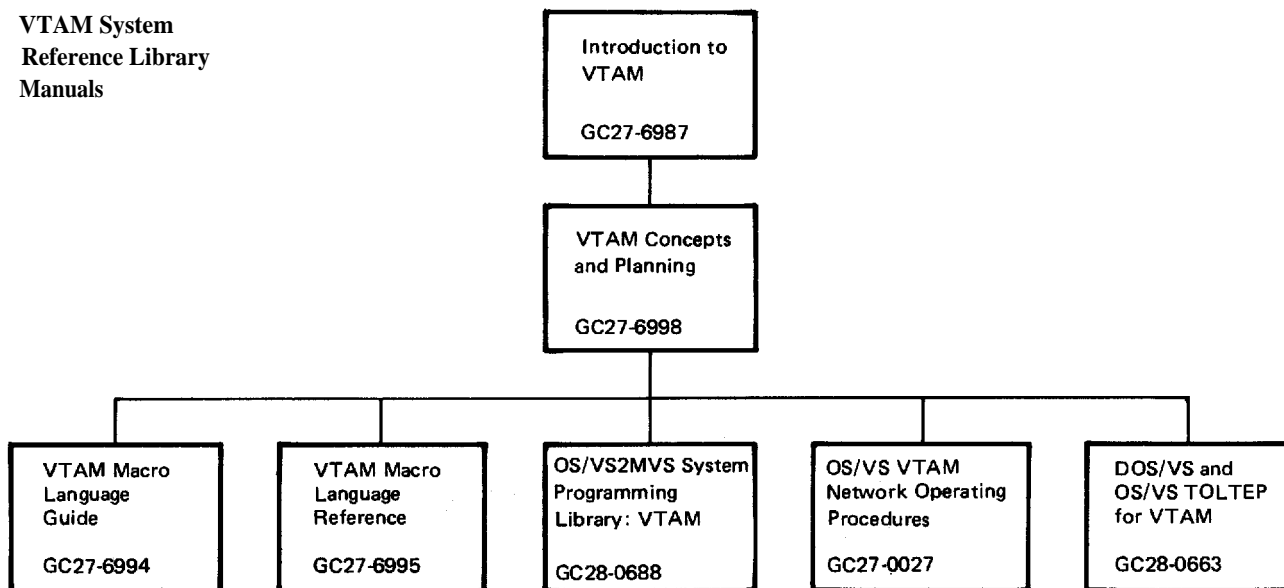 VTAM System
Reference Library
Manuals
Introduction to
VTAM
GC27-6987
VTAM Concepts
and Planning
GC27-6998
VTAM Macro
Language
Guide
GC27-6994
VTAM Macro
Language
Reference
GC27-6995
OS/VS2MVS System
Programming
Library: VTAM
GC28-0688
OS/VS VTAM
Network Operating
Procedures
GC27-0027
DOS/VS and
OS/VS TOLTEP
for VTAM
GC28-0663